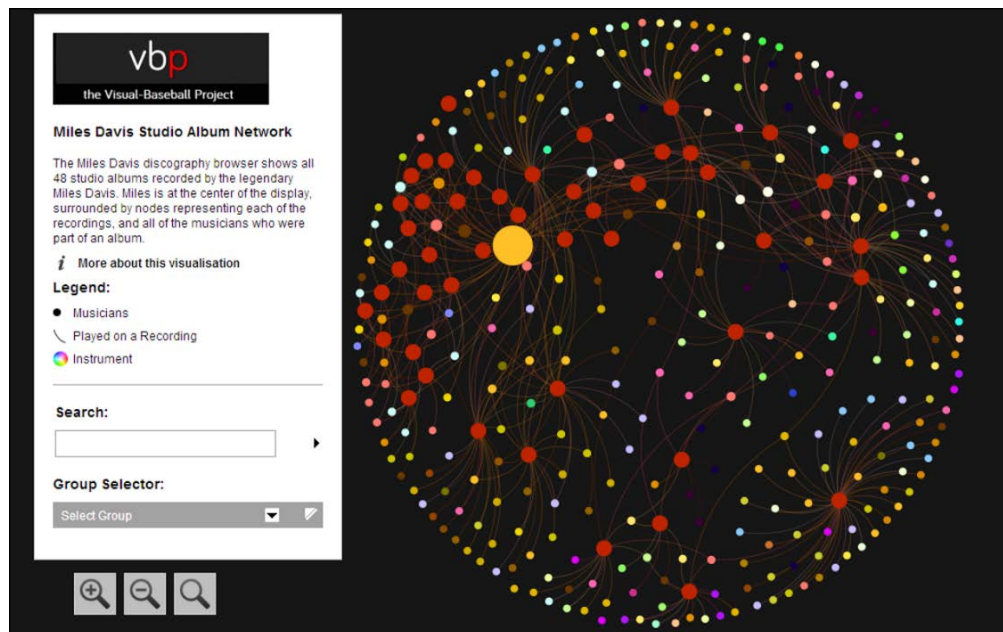 vbp
the Visual-Baseball Project
Miles Davis Studio Album Network
The Miles Davis discography browser shows all
48 studio albums recorded by the legendary
Miles Davis. Miles is at the center of the display,
surrounded by nodes representing each of the
recordings, and all of the musicians who were
part of an album.
i More about this visualisation
Legend:
Musicians
Played on a Recording
Instrument
Search:
Group Selector:
Select Group